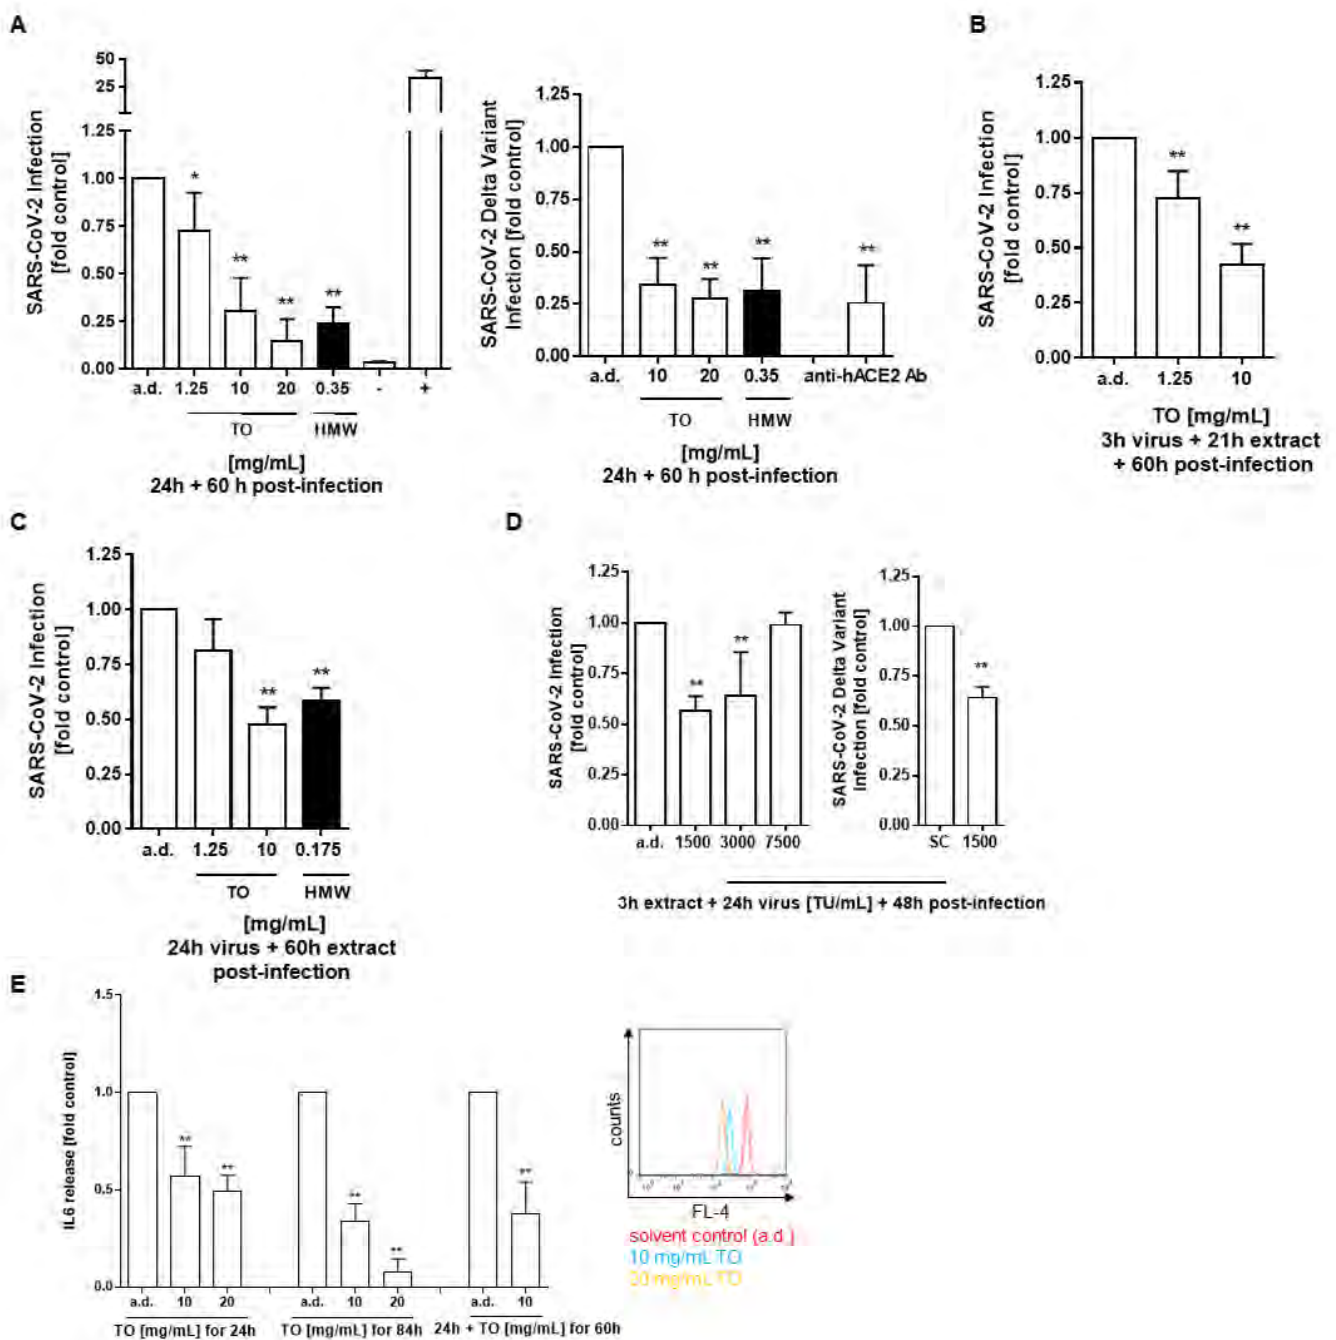 A
SARS-CoV-2 Infection
[fold control]
50
25
1.25
1.00
0.75
0.50
0.25
0.00
*
**
**
**
a.d. 1.25 10 20 0.35 - +
TO HMW
[mg/mL]
24h + 60 h post-infection
SARS-CoV-2 Delta Variant
Infection [fold control]
1.25
1.00
0.75
0.50
0.25
0.00
**
**
**
**
a.d. 10 20 0.35 anti-hACE2 Ab
TO HMW
[mg/mL]
24h + 60 h post-infection
B
SARS-CoV-2 Infection
[fold control]
1.25
1.00
0.75
0.50
0.25
0.00
**
**
a.d. 1.25 10
TO [mg/mL]
3h virus + 21h extract
+ 60h post-infection
C
SARS-CoV-2 Infection
[fold control]
1.25
1.00
0.75
0.50
0.25
0.00
**
**
a.d. 1.25 10 0.175
TO HMW
[mg/mL]
24h virus + 60h extract
post-infection
D
SARS-CoV-2 Infection
[fold control]
1.25
1.00
0.75
0.50
0.25
0.00
**
**
a.d. 1500 3000 7500
SARS-CoV-2 Delta Variant
Infection [fold control]
1.25
1.00
0.75
0.50
0.25
0.00
**
SC 1500
3h extract + 24h virus [TU/mL] + 48h post-infection
E
IL6 release [fold control]
1.5
1.0
0.5
0.0
**
**
**
**
**
a.d. 10 20 a.d. 10 20 a.d. 10
TO [mg/mL] for 24h TO [mg/mL] for 84h 24h + TO [mg/mL] for 60h
counts
FL-4
solvent control (a.d.)
10 mg/mL TO
20 mg/mL TO